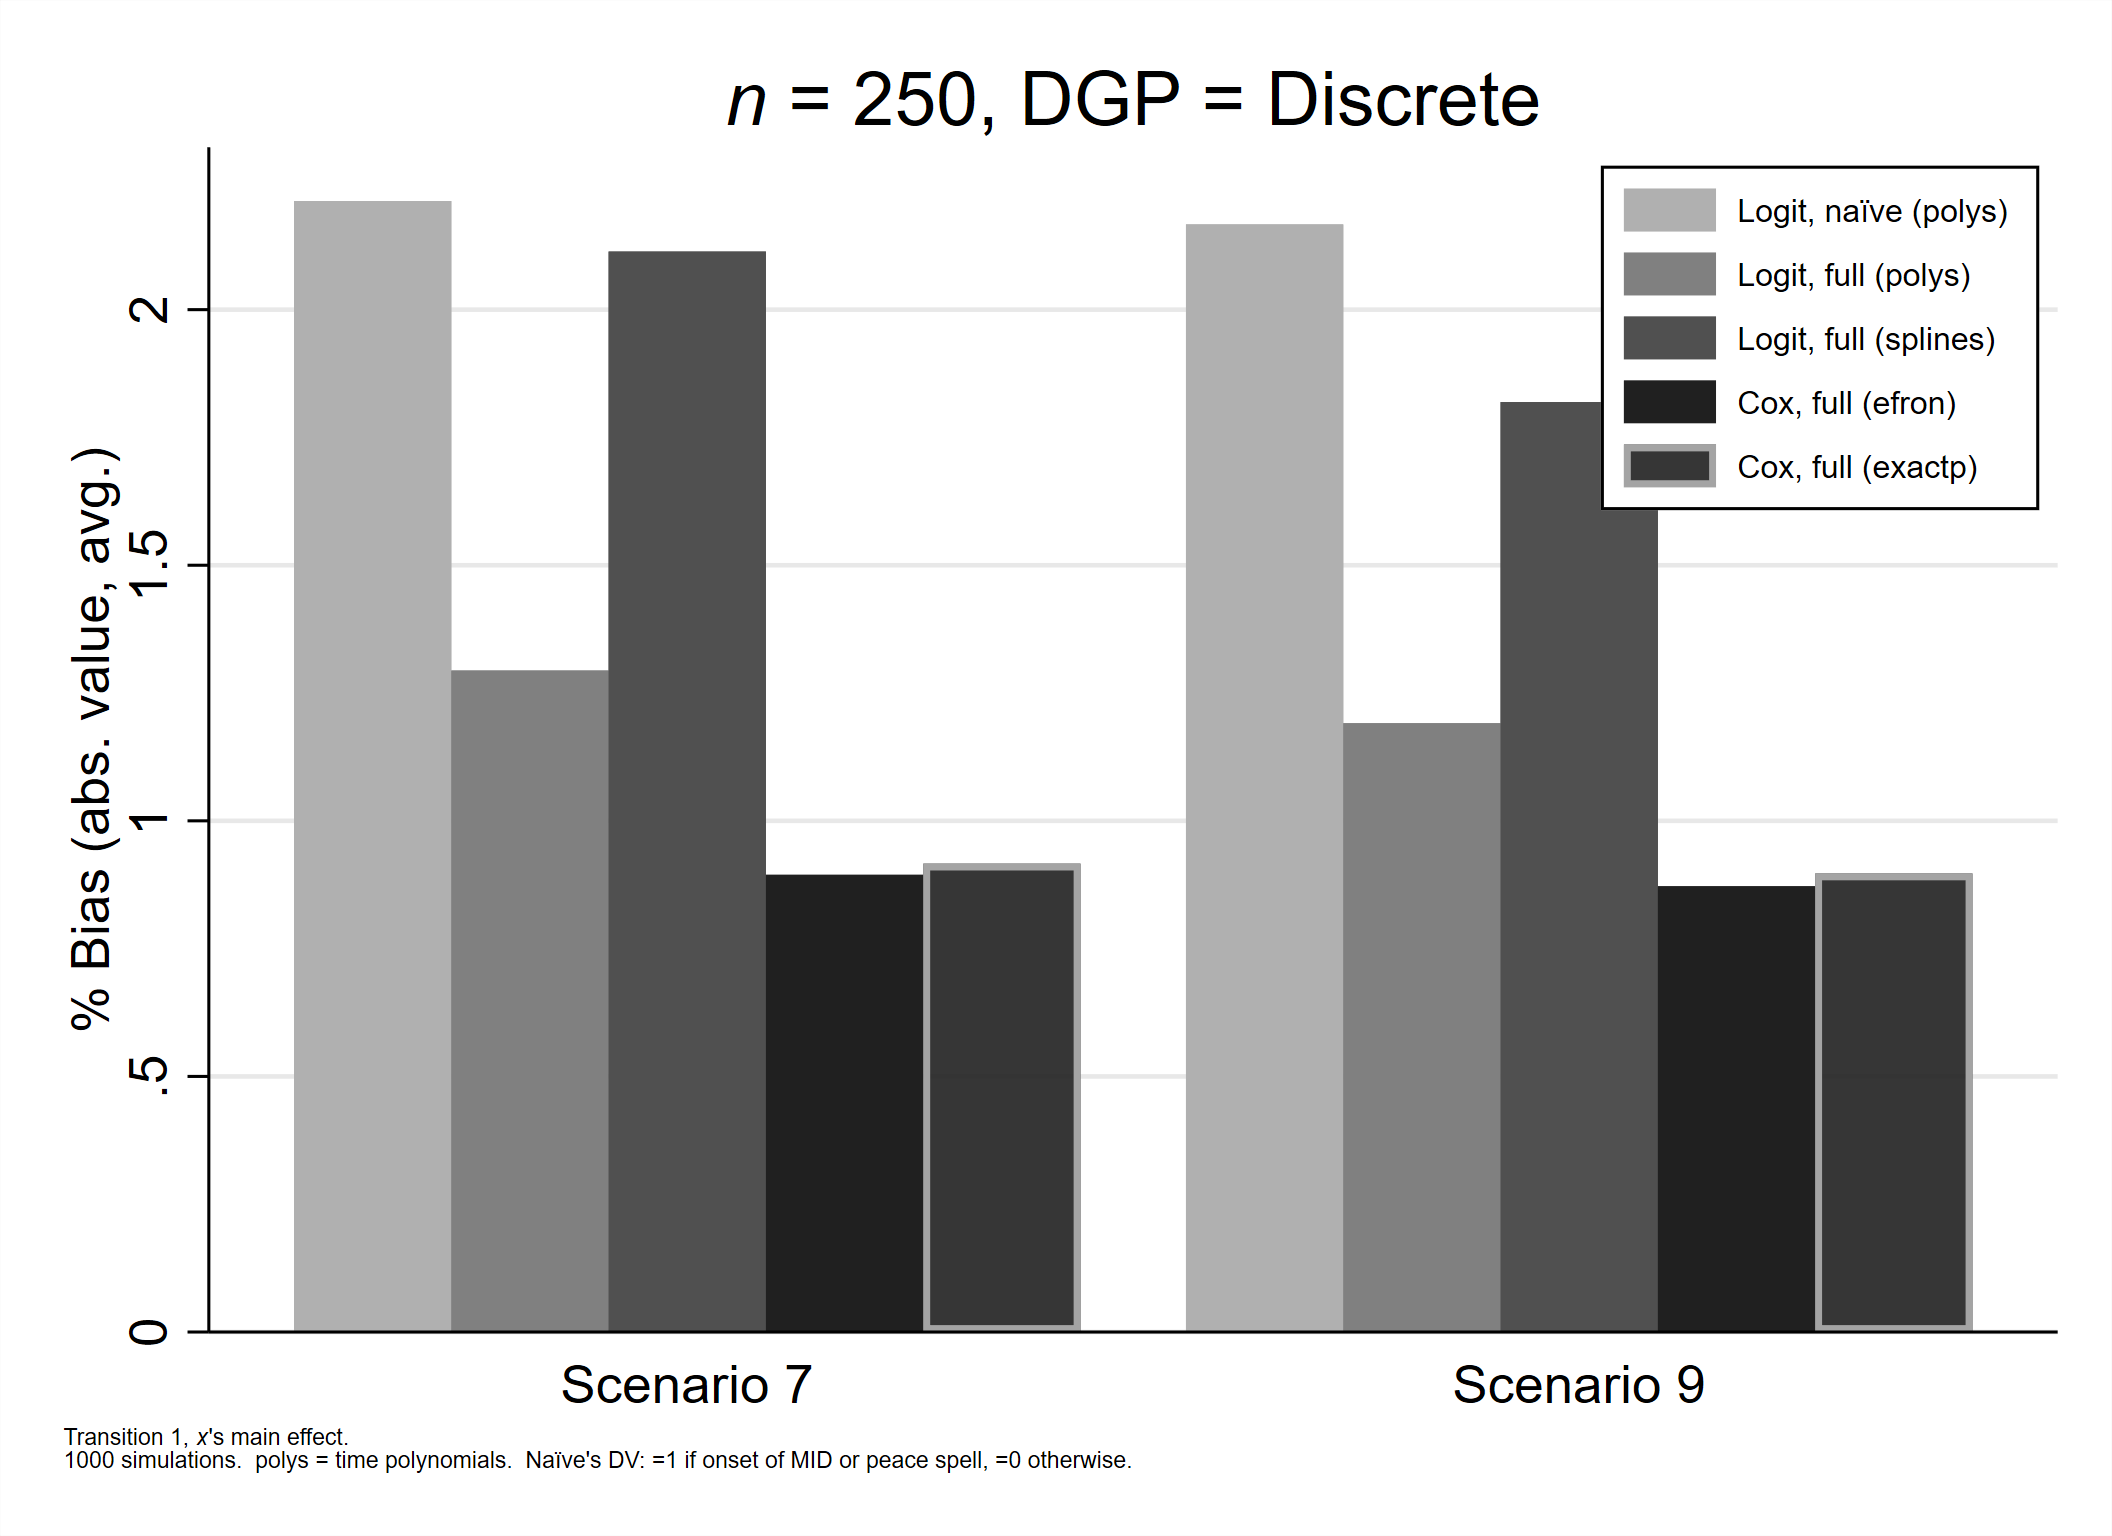 n = 250, DGP = Discrete
% Bias (abs. value, avg.)
2
1.5
1
.5
0
Logit, naïve (polys)
Logit, full (polys)
Logit, full (splines)
Cox, full (efron)
Cox, full (exactp)
Scenario 7
Scenario 9
Transition 1, x's main effect.
1000 simulations.  polys = time polynomials.  Naïve's DV: =1 if onset of MID or peace spell, =0 otherwise.